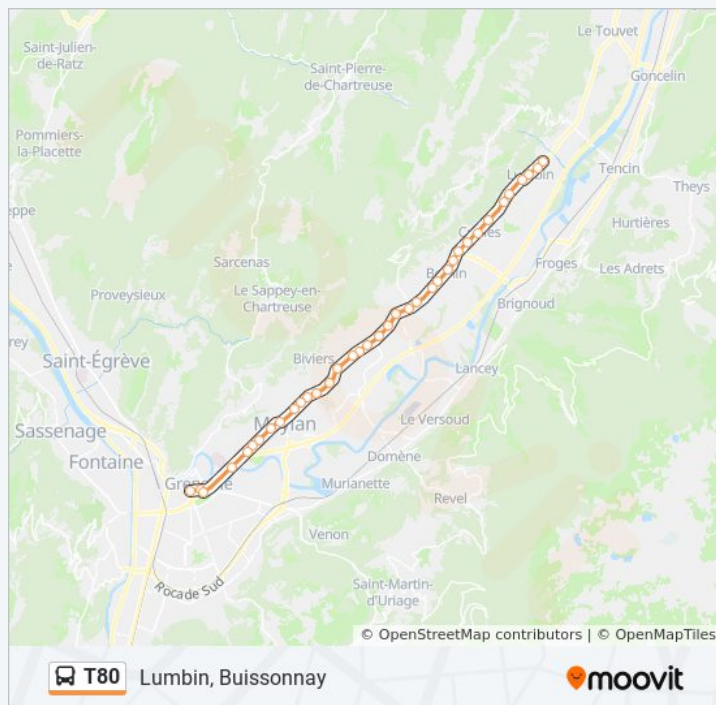 Le Touvet
Saint-Julien-
de-Ratz
Saint-Pierre
de-Chartreuse
Goncelin
Pommiers-
la-Placette
Tencin
Theys
eppe
Hurtières
Sarcenas
Froges
Les Adrets
Proveysieux
Le Sappey-en-
Chartreuse
Brignoud
rey
Saint-Égrève
Biviers
Lancey
Sassenage
Le Versoud
Fontaine
Domène
Murianette
Revel
Venon
Rocade Sud
Saint-Martin-
d'Uriage
© OpenStreetMap contributors | © OpenMapTiles
T80 Lumbin, Buissonnay
moovit